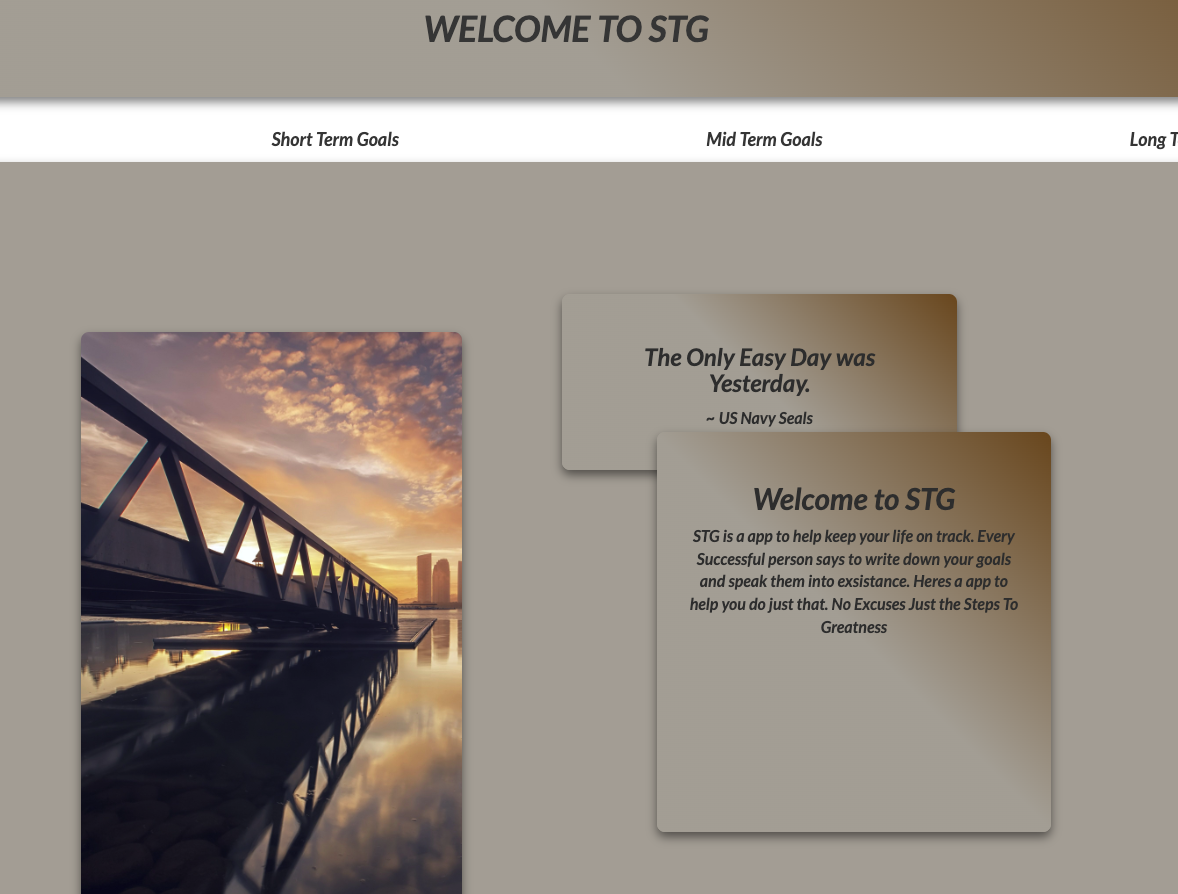 WELCOME TO STG
Short Term Goals
Mid Term Goals
Long T
The Only Easy Day was
Yesterday.
~ US Navy Seals
Welcome to STG
STG is a app to help keep your life on track. Every
Successful person says to write down your goals
and speak them into exsistance. Heres a app to
help you do just that. No Excuses Just the Steps To
Greatness